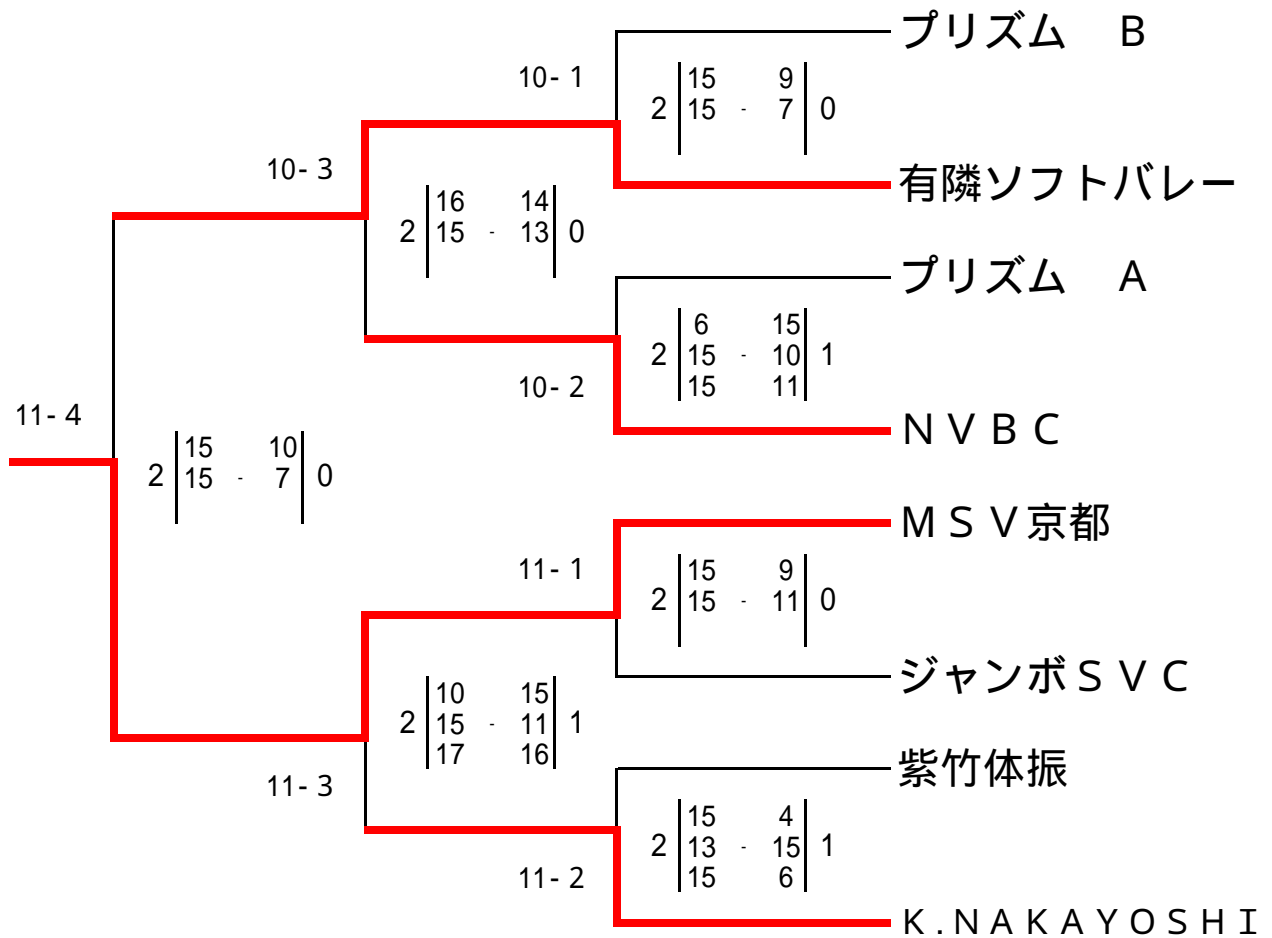 プリズム　B
10- 1
15 9
2 15 - 7 0
10- 3
有隣ソフトバレー
16 14
2 15 - 13 0
プリズム　A
6 15
2 15 - 10 1
15 11
10- 2
11- 4
ＮＶＢＣ
15 10
2 15 - 7 0
ＭＳＶ京都
11- 1
15 9
2 15 - 11 0
ジャンボＳＶＣ
10 15
2 15 - 11 1
17 16
紫竹体振
11- 3
15 4
2 13 - 15 1
15 6
11- 2
Ｋ.ＮＡＫＡＹＯＳＨＩ